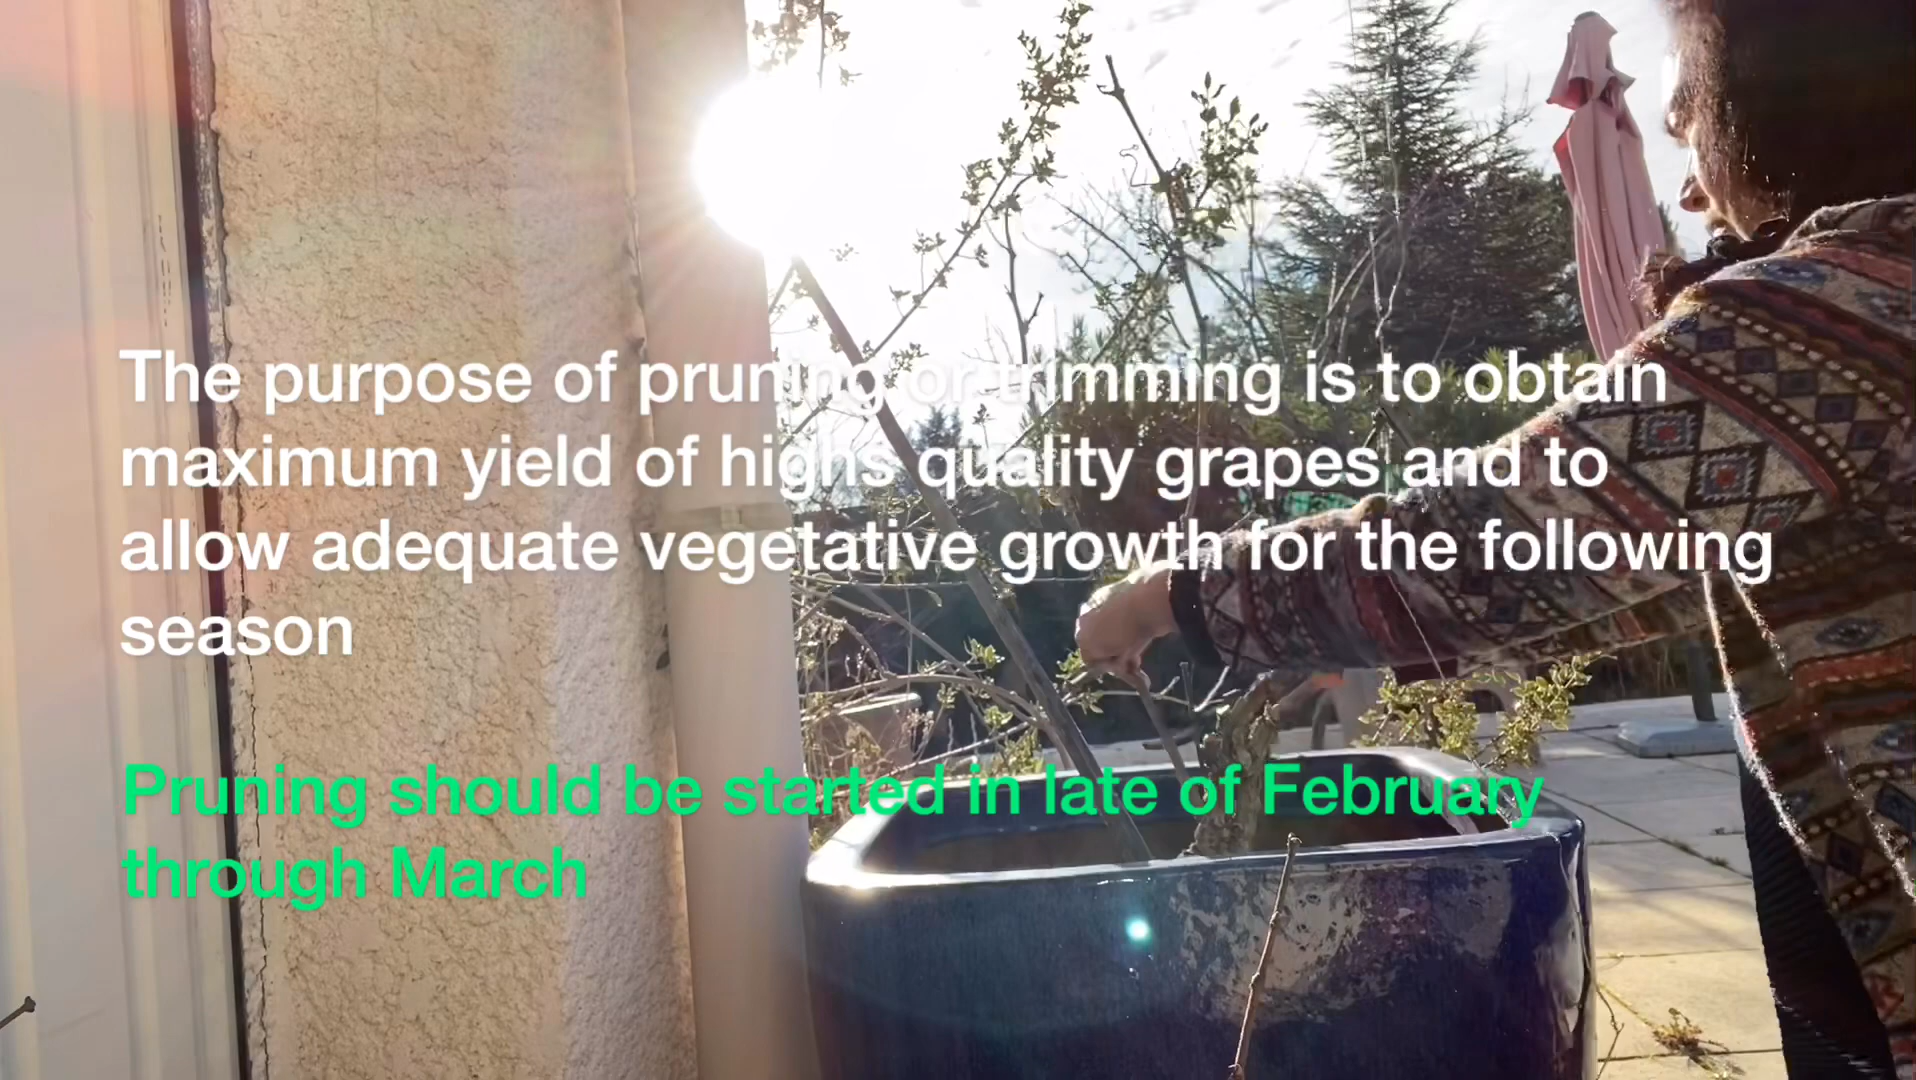 The purpose of pruning or trimming is to obtain
maximum yield of highs quality grapes and to
allow adequate vegetative growth for the following
season
Pruning should be started in late of February
through March